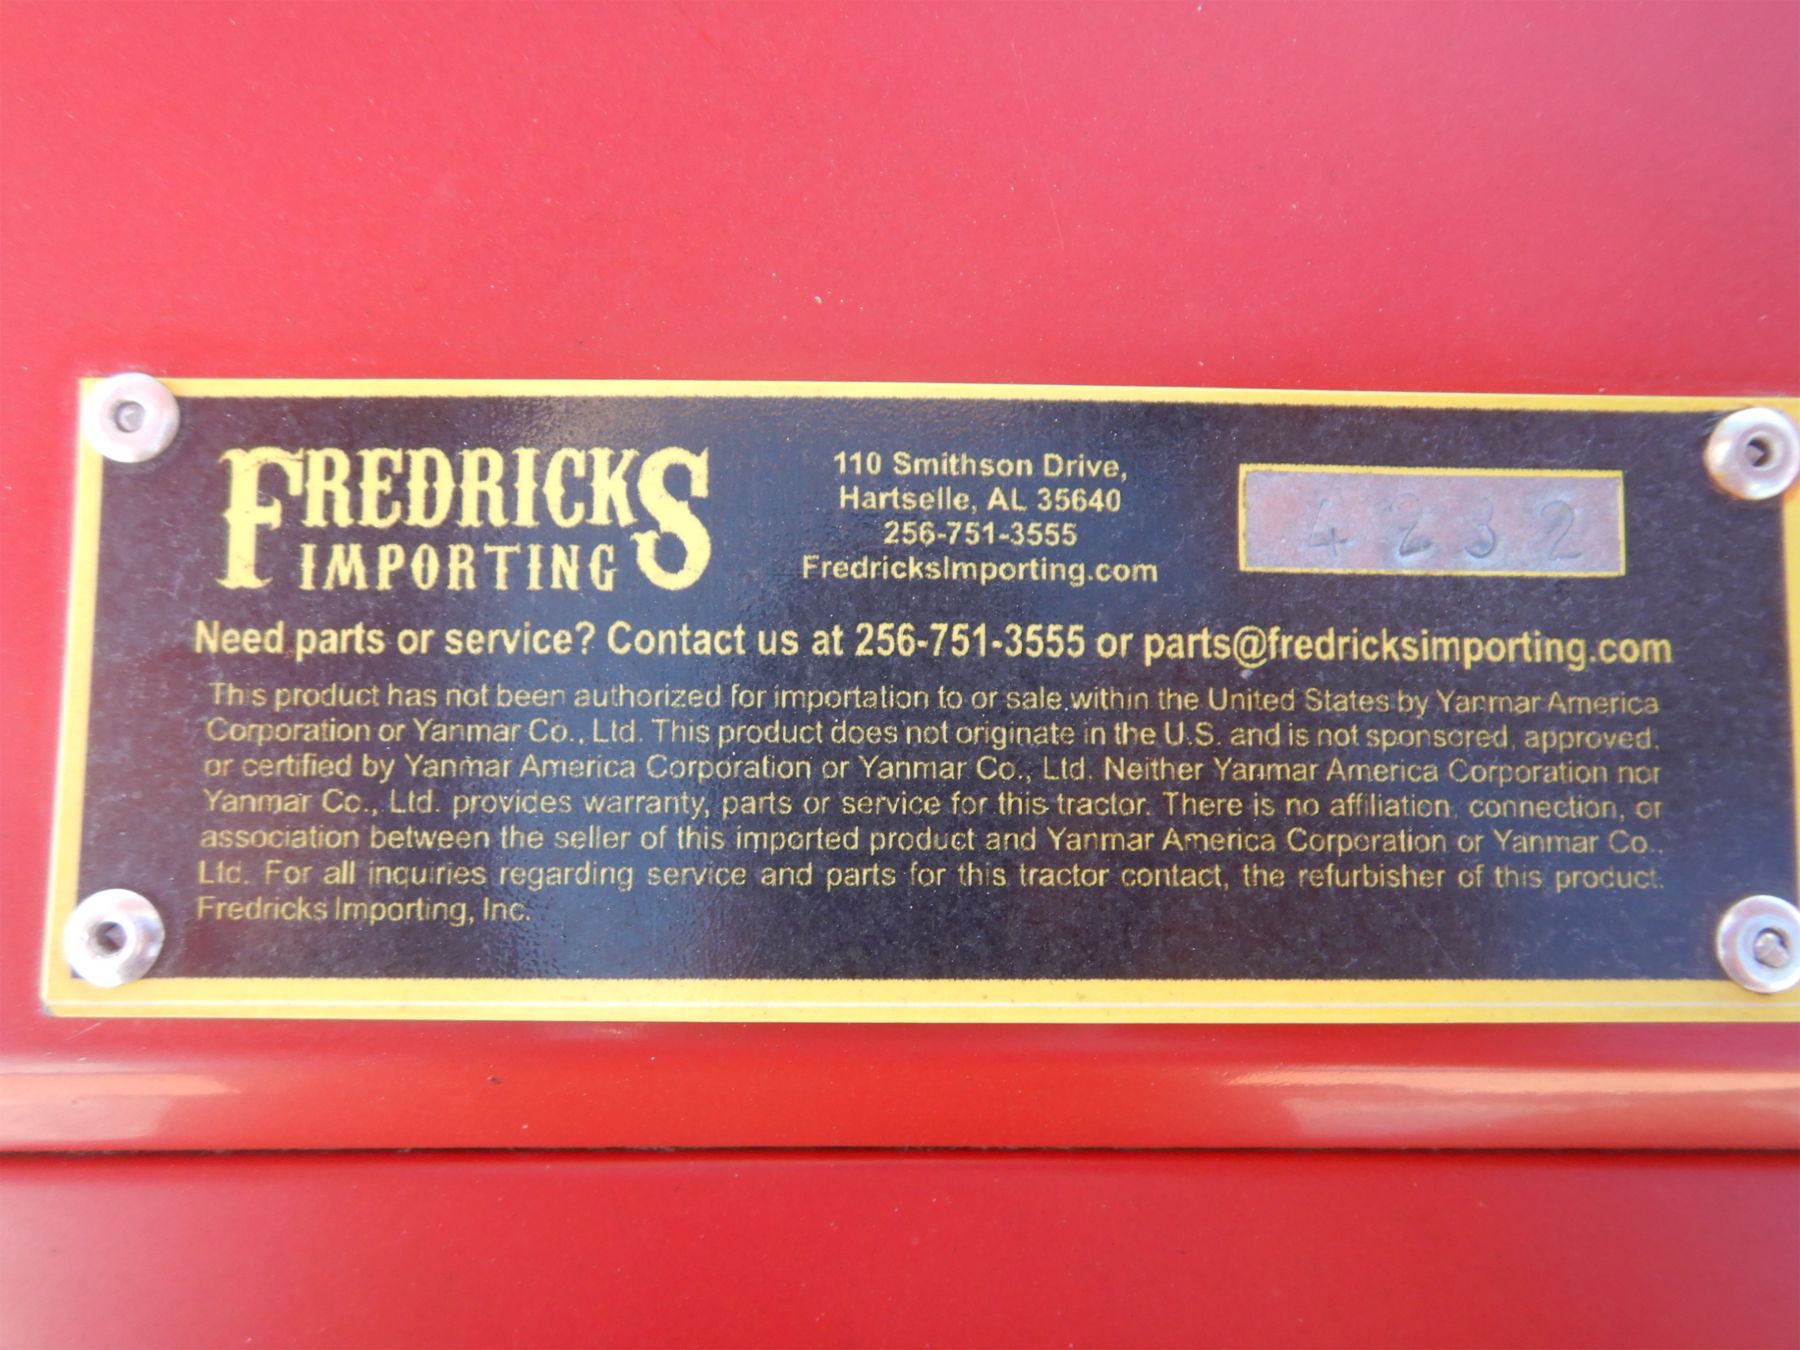 FREDRICKS
IMPORTING
110 Smithson Drive,
Hartselle, AL 35640
256-751-3555
FredricksImporting.com
4232
Need parts or service? Contact us at 256-751-3555 or parts@fredricksimporting.com
This product has not been authorized for importation to or sale within the United States by Yanmar America
Corporation or Yanmar Co., Ltd. This product does not originate in the U.S. and is not sponsored, approved,
or certified by Yanmar America Corporation or Yanmar Co., Ltd. Neither Yanmar America Corporation nor
Yanmar Co., Ltd. provides warranty, parts or service for this tractor. There is no affiliation, connection, or
association between the seller of this imported product and Yanmar America Corporation or Yanmar Co.,
Ltd. For all inquiries regarding service and parts for this tractor contact, the refurbisher of this product.
Fredricks Importing, Inc.